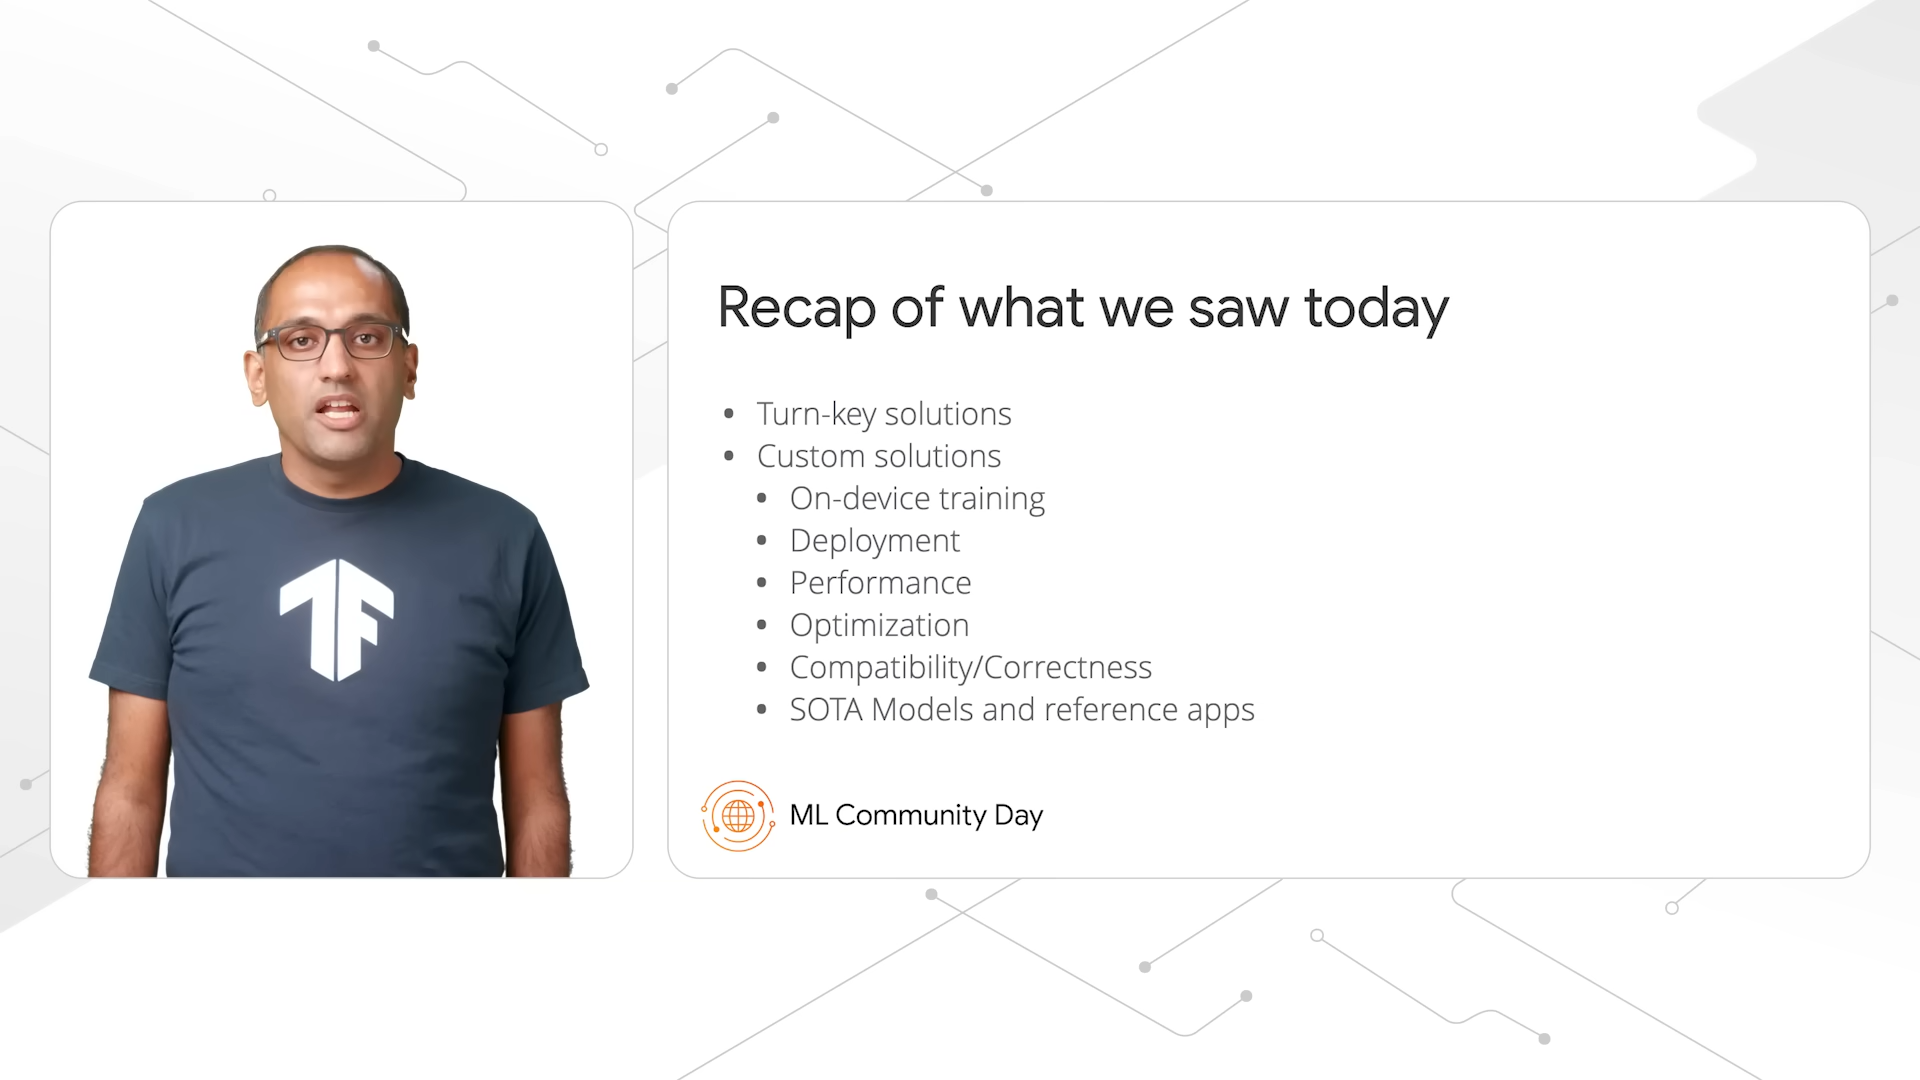 Recap of what we saw today
• Turn-key solutions
• Custom solutions
• On-device training
• Deployment
• Performance
• Optimization
• Compatibility/Correctness
• SOTA Models and reference apps
ML Community Day
TF